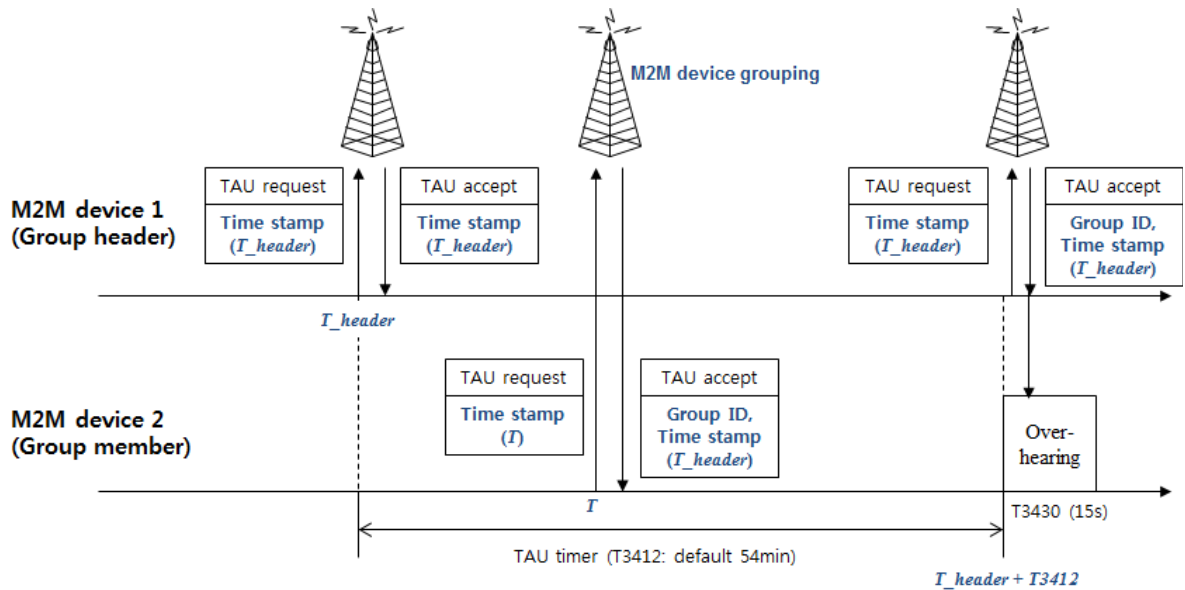 M2M device grouping
M2M device 1
(Group header)
TAU request
Time stamp
(T_header)
TAU accept
Time stamp
(T_header)
TAU request
Time stamp
(T_header)
TAU accept
Group ID,
Time stamp
(T_header)
T_header
M2M device 2
(Group member)
TAU request
Time stamp
(T)
TAU accept
Group ID,
Time stamp
(T_header)
Over-
hearing
T
T3430 (15s)
TAU timer (T3412: default 54min)
T_header + T3412